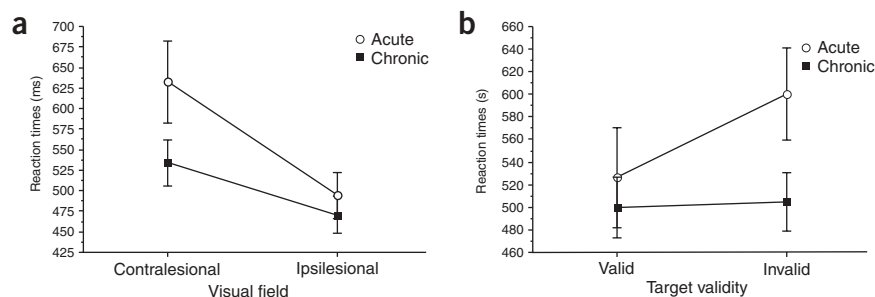 a
Reaction times (ms)
700
675
650
625
600
575
550
525
500
475
450
425
Acute
Chronic
Contralesional Ipsilesional
Visual field
b
Reaction times (s)
660
640
620
600
580
560
540
520
500
480
460
Acute
Chronic
Valid Invalid
Target validity